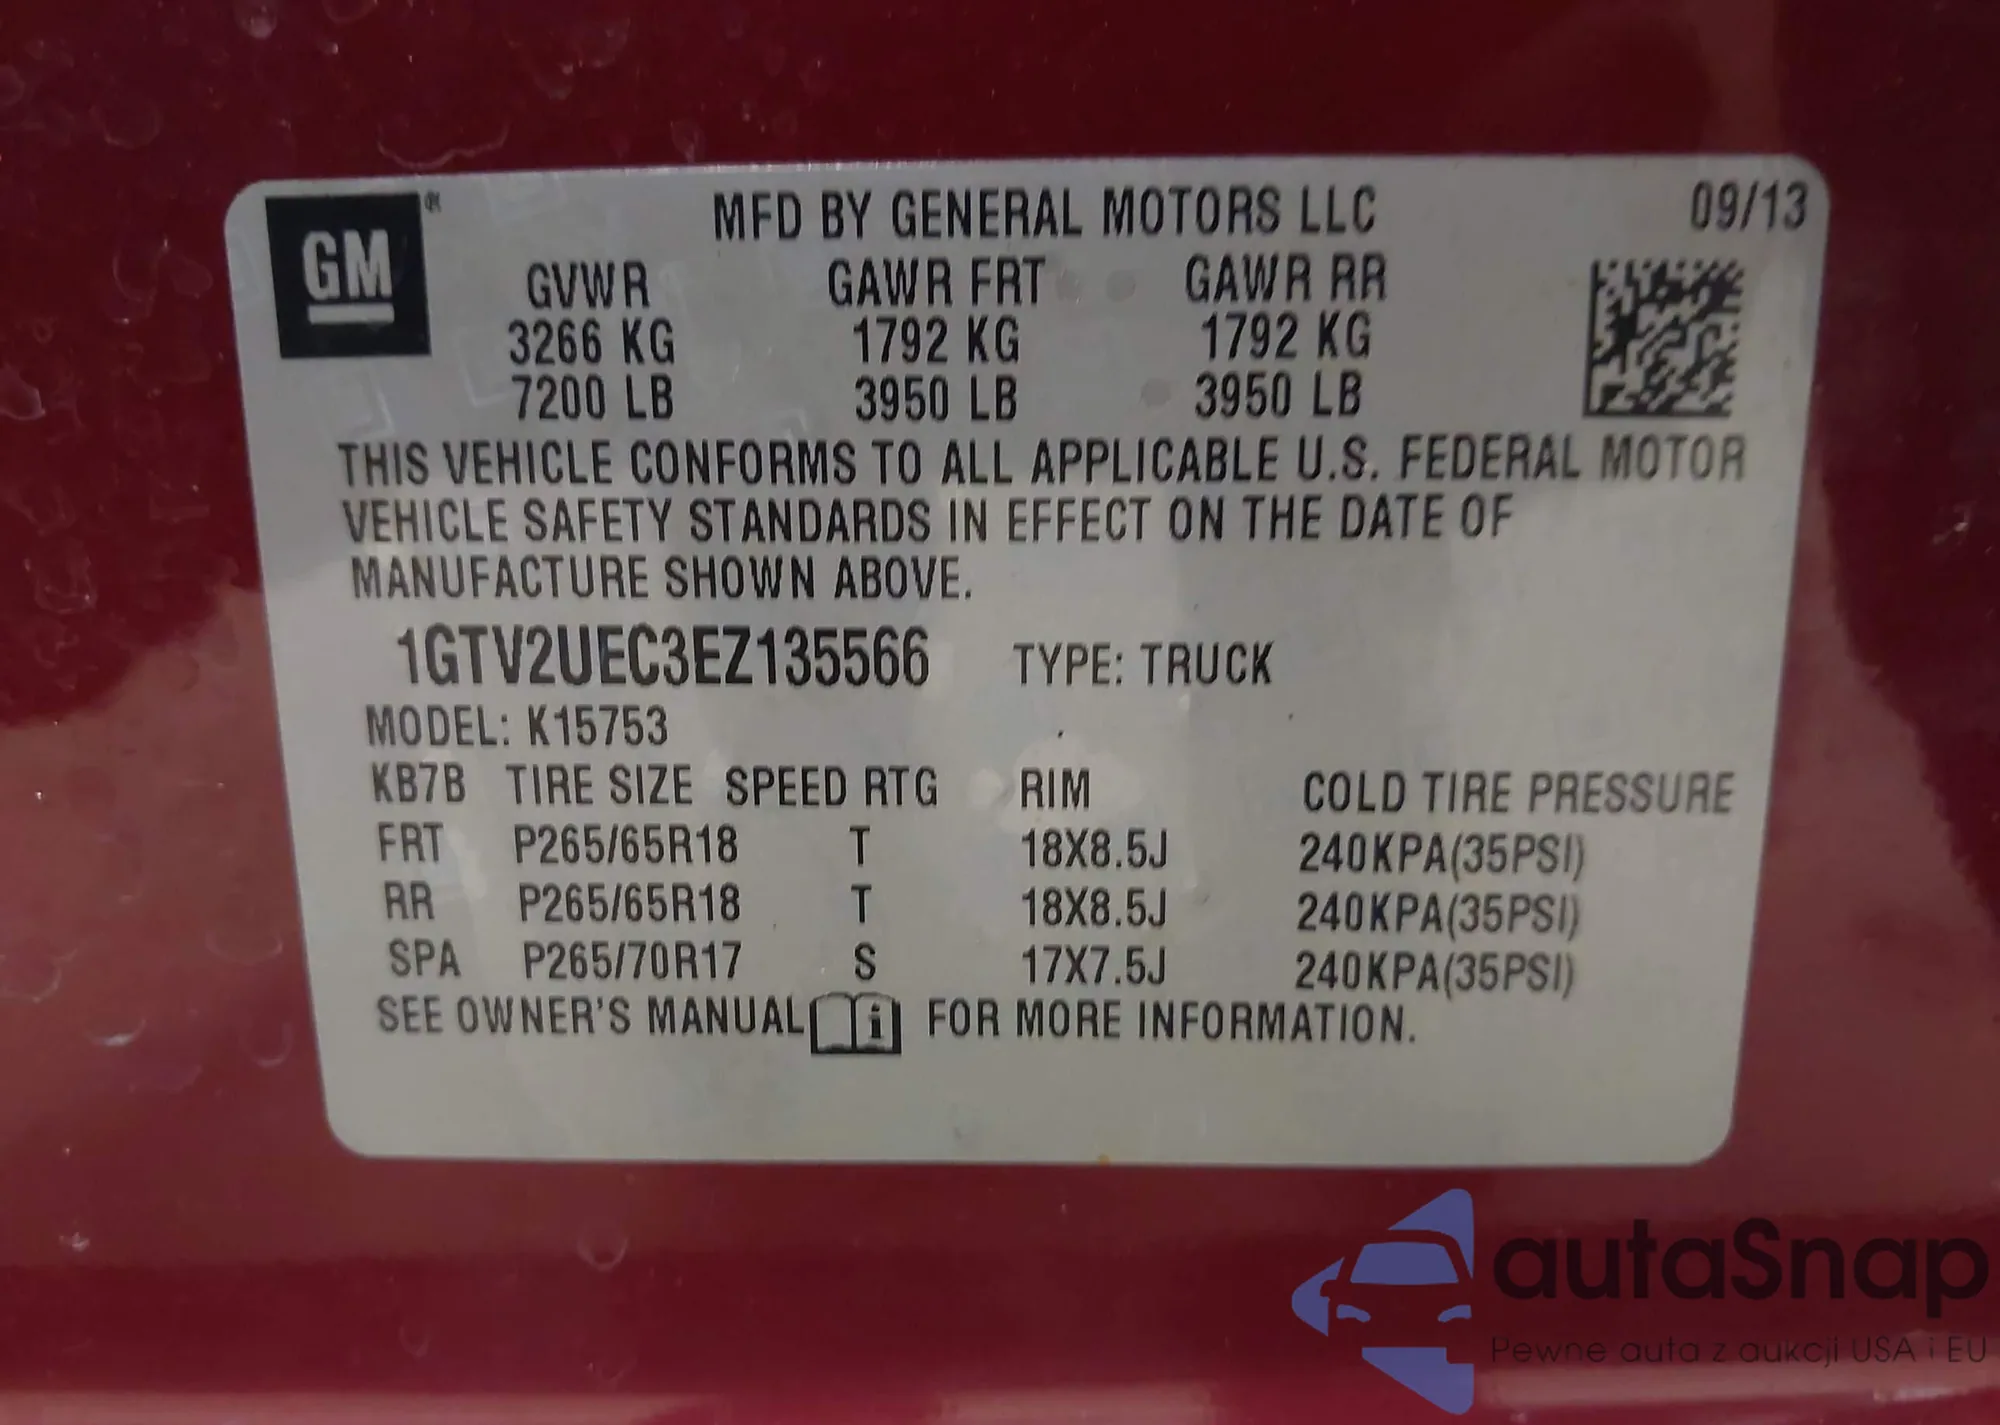 GM ® MFD BY GENERAL MOTORS LLC 09/13
GVWR GAWR FRT GAWR RR
3266 KG 1792 KG 1792 KG
7200 LB 3950 LB 3950 LB
THIS VEHICLE CONFORMS TO ALL APPLICABLE U.S. FEDERAL MOTOR
VEHICLE SAFETY STANDARDS IN EFFECT ON THE DATE OF
MANUFACTURE SHOWN ABOVE.
1GTV2UEC3EZ135566 TYPE: TRUCK
MODEL: K15753
KB7B TIRE SIZE SPEED RTG RIM COLD TIRE PRESSURE
FRT P265/65R18 T 18X8.5J 240KPA(35PSI)
RR P265/65R18 T 18X8.5J 240KPA(35PSI)
SPA P265/70R17 S 17X7.5J 240KPA(35PSI)
SEE OWNER'S MANUAL i FOR MORE INFORMATION.
autaSnap
Pewne auta z aukcji USA i EU